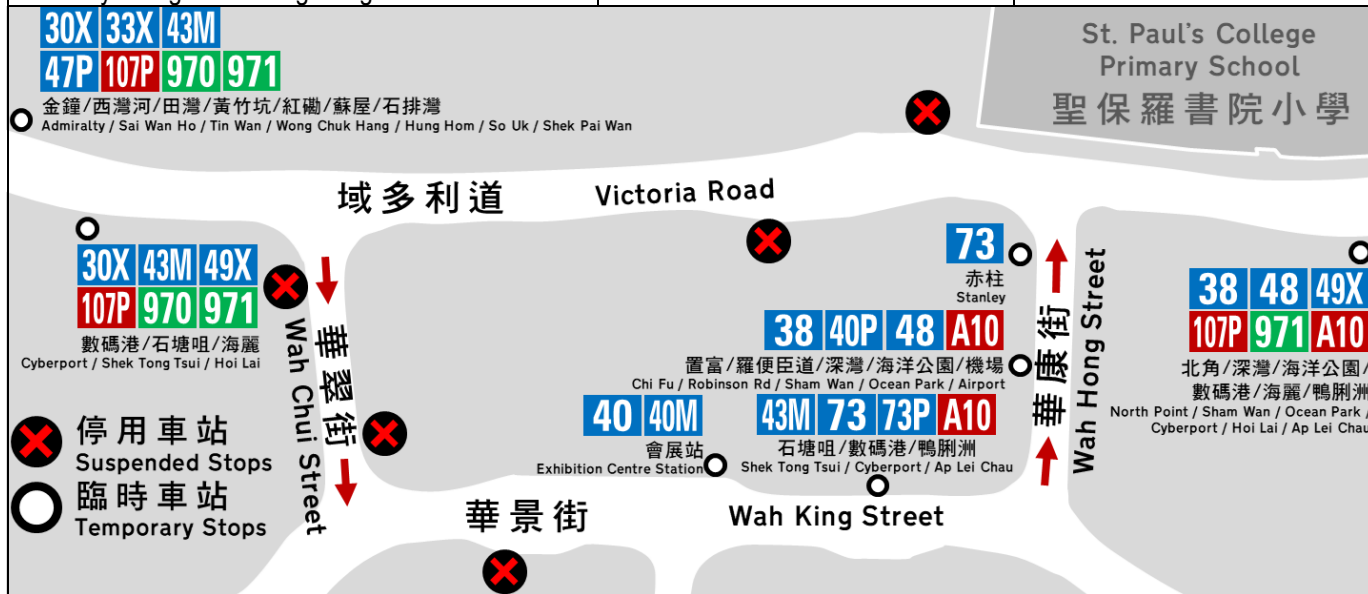 30X 33X 43M
47P 107P 970 971
金鐘/西灣河/田灣/黃竹坑/紅磡/蘇屋/石排灣
Admiralty / Sai Wan Ho / Tin Wan / Wong Chuk Hang / Hung Hom / So Uk / Shek Pai Wan
St. Paul's College
Primary School
聖保羅書院小學
域多利道 Victoria Road
30X 43M 49X
107P 970 971
數碼港/石塘咀/海麗
Cyberport / Shek Tong Tsui / Hoi Lai
華翠街
Wah Chui Street
73
赤柱
Stanley
38 40P 48 A10
置富/羅便臣道/深灣/海洋公園/機場
Chi Fu / Robinson Rd / Sham Wan / Ocean Park / Airport
40 40M
會展站
Exhibition Centre Station
43M 73 73P A10
石塘咀/數碼港/鴨脷洲
Shek Tong Tsui / Cyberport / Ap Lei Chau
華康街
Wah Hong Street
38 48 49X
107P 971 A10
北角/深灣/海洋公園/
數碼港/海麗/鴨脷洲
North Point / Sham Wan / Ocean Park /
Cyberport / Hoi Lai / Ap Lei Chau
停用車站
Suspended Stops
臨時車站
Temporary Stops
華景街 Wah King Street